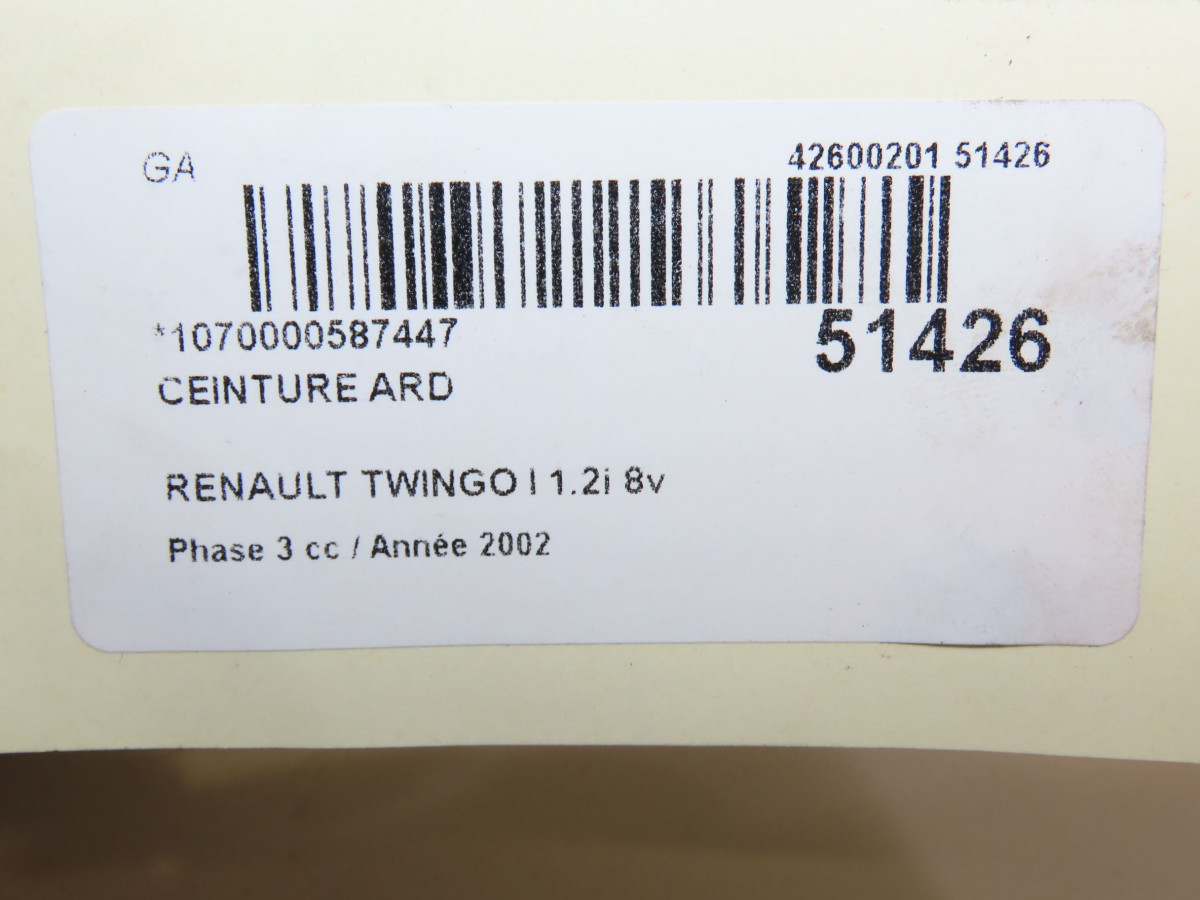 GA
42600201 51426
*1070000587447
51426
CEINTURE ARD
RENAULT TWINGO I 1.2i 8v
Phase 3 cc / Année 2002